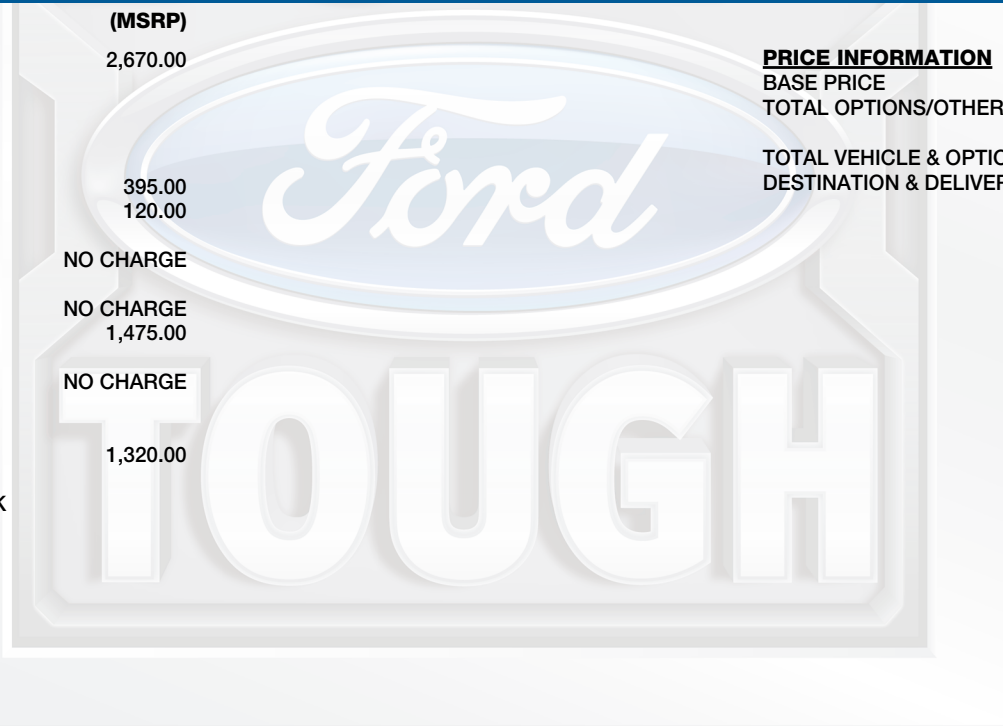 (MSRP)
2,670.00
395.00
120.00
NO CHARGE
NO CHARGE
1,475.00
NO CHARGE
1,320.00
K
PRICE INFORMATION
BASE PRICE
TOTAL OPTIONS/OTHER
TOTAL VEHICLE & OPTIO
DESTINATION & DELIVER
Ford
TOUGH